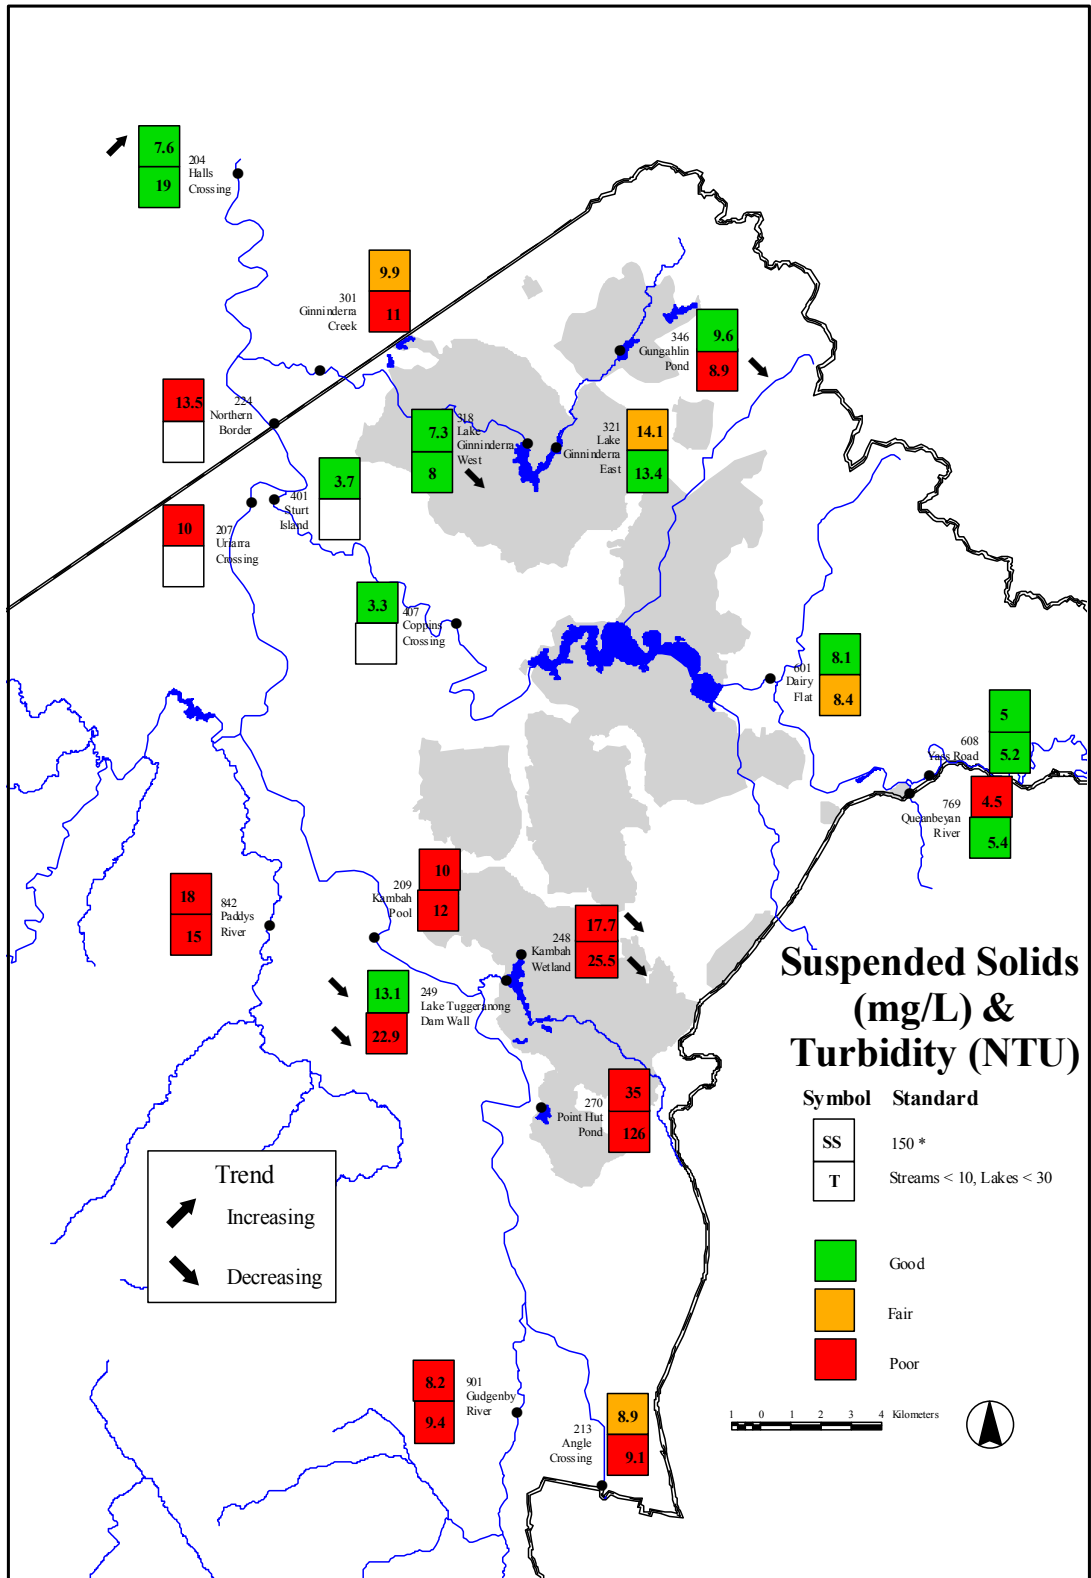 7.6
19
204
Halls
Crossing
9.9
11
301
Ginninderra
Creek
9.6
8.9
346
Gungahlin
Pond
13.5
224
Northern
Border
7.3
8
318
Lake
Ginninderra
West
14.1
13.4
321
Lake
Ginninderra
East
3.7
401
Sturt
Island
10
207
Uriarra
Crossing
3.3
407
Coppins
Crossing
8.1
8.4
601
Dairy
Flat
5
5.2
608
Yass Road
4.5
5.4
769
Queanbeyan
River
10
12
209
Kambah
Pool
18
15
842
Paddys
River
17.7
25.5
248
Kambah
Wetland
13.1
22.9
249
Lake Tuggeranong
Dam Wall
35
126
270
Point Hut
Pond
Suspended Solids
(mg/L) &
Turbidity (NTU)
Symbol Standard
SS 150 *
T Streams < 10, Lakes < 30
Good
Fair
Poor
Trend
Increasing
Decreasing
8.2
9.4
901
Gudgenby
River
8.9
9.1
213
Angle
Crossing
1 0 1 2 3 4 Kilometers